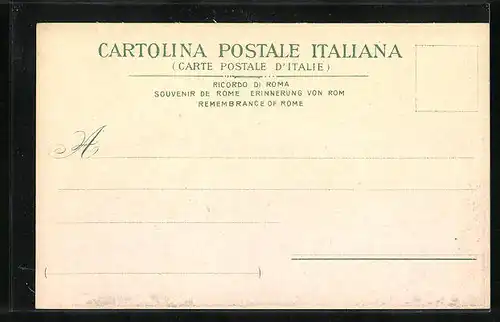 CARTOLINA POSTALE ITALIANA
(CARTE POSTALE D'ITALIE)
RICORDO DI ROMA
SOUVENIR DE ROME ERINNERUNG VON ROM
REMEMBRANCE OF ROME
A